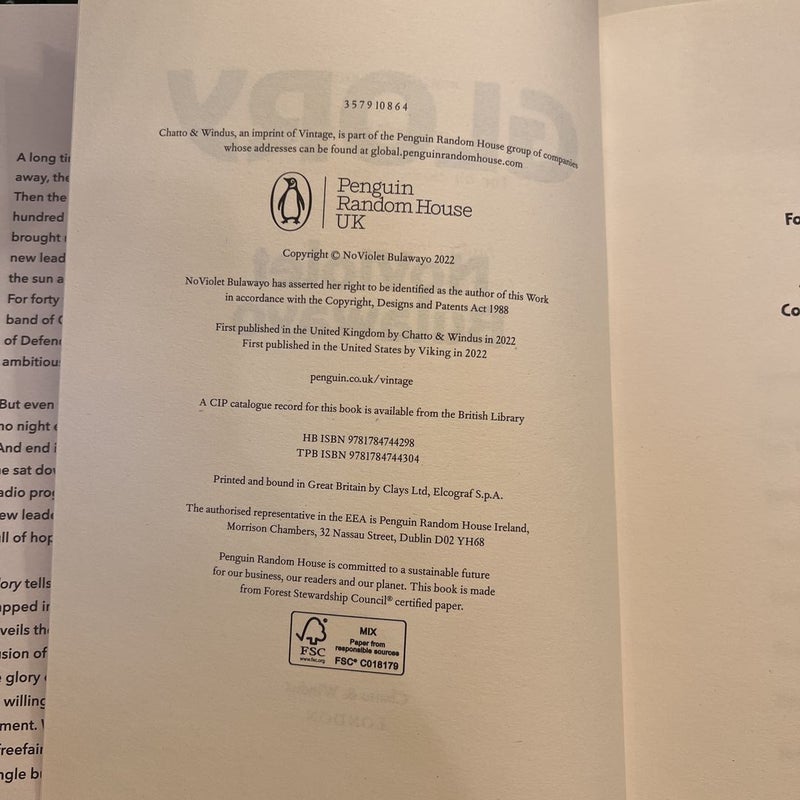 A long
away, the
Then the
hundred
brought
new lead
the sun a
For forty
band of
of Defen
ambitiou
But even
no night
And end i
e sat do
adio pro
ew lead
ll of hop
ory tells
apped in
veils th
sion of
glory
willing
ment.
freefair
ngle b
3 5 7 9 10 8 6 4
Chatto & Windus, an imprint of Vintage, is part of the Penguin Random House group of companies
whose addresses can be found at global.penguinrandomhouse.com
Penguin
Random House
UK
Copyright © NoViolet Bulawayo 2022
NoViolet Bulawayo has asserted her right to be identified as the author of this Work
in accordance with the Copyright, Designs and Patents Act 1988
First published in the United Kingdom by Chatto & Windus in 2022
First published in the United States by Viking in 2022
penguin.co.uk/vintage
A CIP catalogue record for this book is available from the British Library
HB ISBN 9781784744298
TPB ISBN 9781784744304
Printed and bound in Great Britain by Clays Ltd, Elcograf S.p.A.
The authorised representative in the EEA is Penguin Random House Ireland,
Morrison Chambers, 32 Nassau Street, Dublin D02 YH68
Penguin Random House is committed to a sustainable future
for our business, our readers and our planet. This book is made
from Forest Stewardship Council® certified paper.
FSC
www.fsc.org
MIX
Paper from
responsible sources
FSC® C018179
Fo
Co